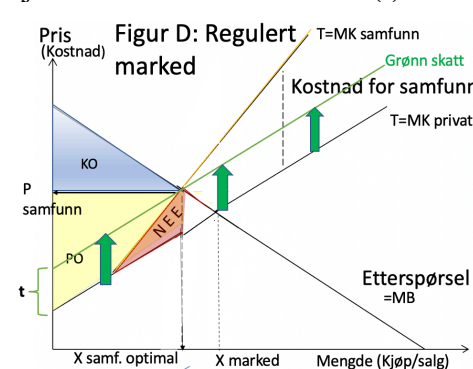 Pris
(Kostnad)
Figur D: Regulert
marked
T=MK samfunn
Grønn skatt
Kostnad for samfunn
T=MK privat
KO
P
samfunn
NEE
PO
t
Etterspørsel
=MB
X samf. optimal
X marked
Mengde (Kjøp/salg)